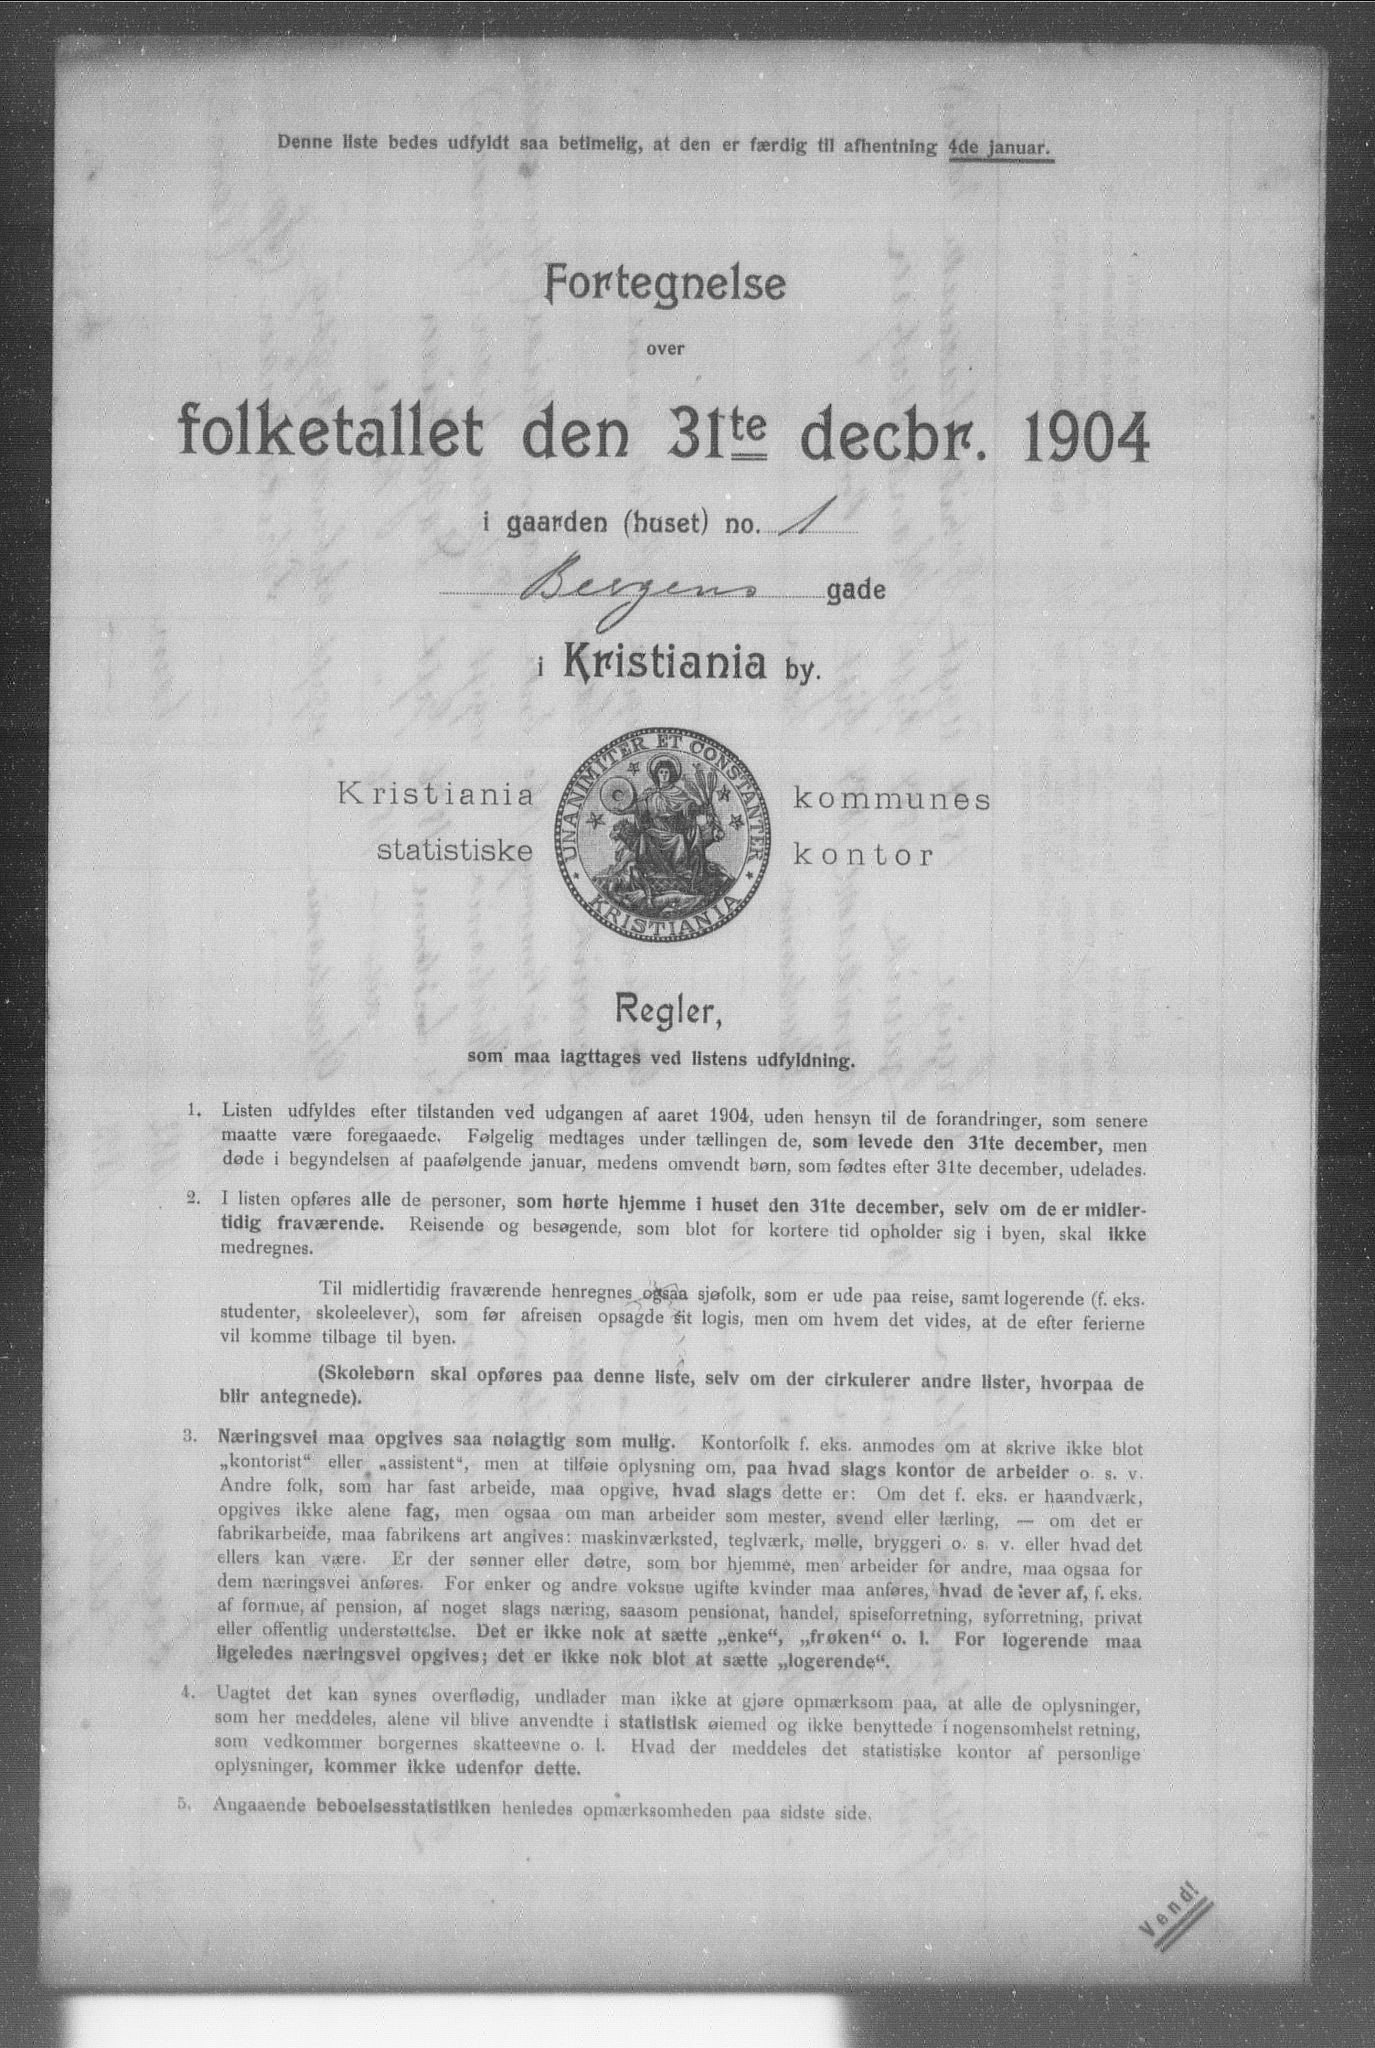 Denne liste bedes udfyldt saa betimelig, at den er færdig til afhentning 4de januar.
Fortegnelse
over
folketallet den 31te decbr. 1904
i gaarden (huset) no. 1
Bergens gade
i Kristiania by.
Kristiania kommunes
statistiske kontor
UNANIMITER ET CONSTANTER
KRISTIANIA
Regler,
som maa iagttages ved listens udfyldning.
1. Listen udfyldes efter tilstanden ved udgangen af aaret 1904, uden hensyn til de forandringer, som senere
maatte være foregaaede. Følgelig medtages under tællingen de, som levede den 31te december, men
døde i begyndelsen af paafølgende januar, medens omvendt børn, som fødtes efter 31te december, udelades.
2. I listen opføres alle de personer, som hørte hjemme i huset den 31te december, selv om de er midler-
tidig fraværende. Reisende og besøgende, som blot for kortere tid opholder sig i byen, skal ikke
medregnes.
Til midlertidig fraværende henregnes ogsaa sjøfolk, som er ude paa reise, samt logerende (f. eks.
studenter, skoleelever), som før afreisen opsagde sit logis, men om hvem det vides, at de efter ferierne
vil komme tilbage til byen.
(Skolebørn skal opføres paa denne liste, selv om der cirkulerer andre lister, hvorpaa de
blir antegnede).
3. Næringsvei maa opgives saa nøiagtig som mulig. Kontorfolk f. eks. anmodes om at skrive ikke blot
„kontorist“ eller „assistent“, men at tilføie oplysning om, paa hvad slags kontor de arbeider o. s. v.
Andre folk, som har fast arbeide, maa opgive, hvad slags dette er: Om det f. eks. er haandværk,
opgives ikke alene fag, men ogsaa om man arbeider som mester, svend eller lærling, — om det er
fabrikarbeide, maa fabrikens art angives: maskinværksted, teglværk, mølle, bryggeri o. s. v. eller hvad det
ellers kan være. Er der sønner eller døtre, som bor hjemme, men arbeider for andre, maa ogsaa for
dem næringsvei anføres. For enker og andre voksne ugifte kvinder maa anføres, hvad de lever af, f. eks.
af formue, af pension, af noget slags næring, saasom pensionat, handel, spiseforretning, syforretning, privat
eller offentlig understøttelse. Det er ikke nok at sætte „enke“, „frøken“ o. l. For logerende maa
ligeledes næringsvei opgives; det er ikke nok blot at sætte „logerende“.
4. Uagtet det kan synes overflødig, undlader man ikke at gjøre opmærksom paa, at alle de oplysninger,
som her meddeles, alene vil blive anvendte i statistisk øiemed og ikke benyttede i nogensomhelst retning,
som vedkommer borgernes skatteevne o. l. Hvad der meddeles det statistiske kontor af personlige
oplysninger, kommer ikke udenfor dette.
5. Angaaende beboelsesstatistiken henledes opmærksomheden paa sidste side.
Vend!